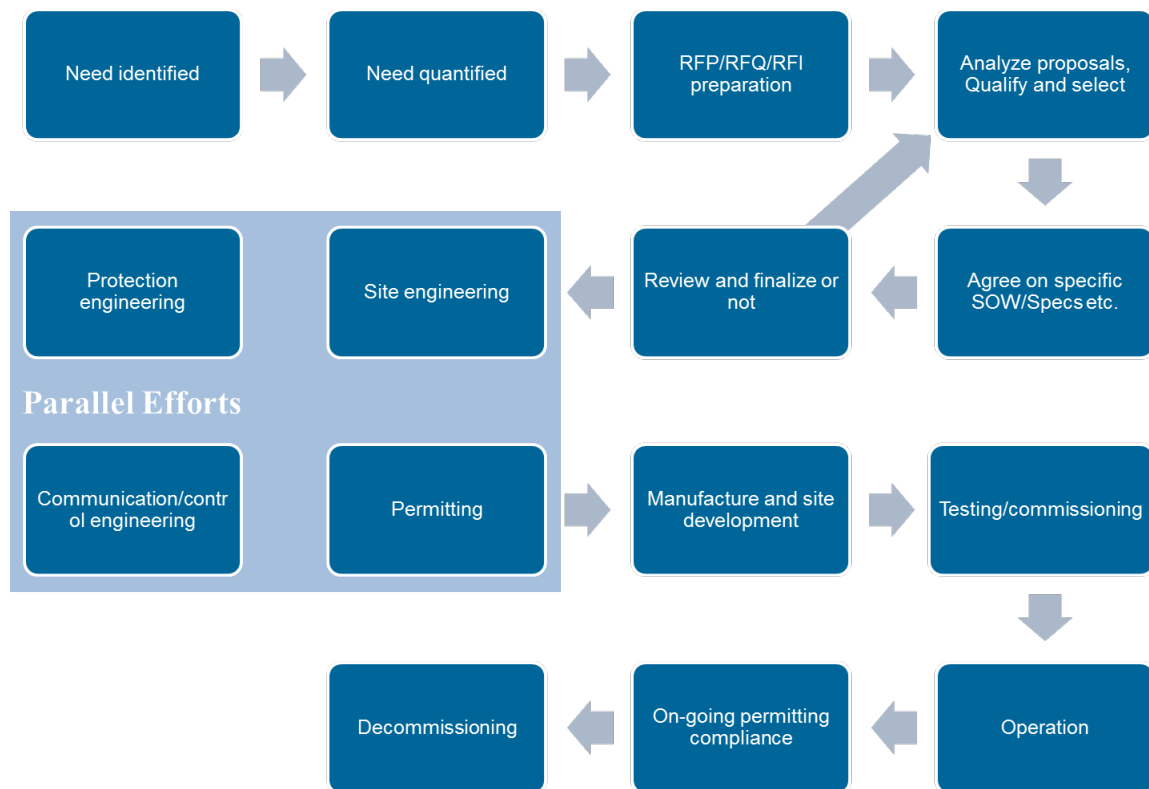 Need identified
Need quantified
RFP/RFQ/RFI
preparation
Analyze proposals,
Qualify and select
Protection
engineering
Site engineering
Review and finalize or
not
Agree on specific
SOW/Specs etc.
Parallel Efforts
Communication/contr
ol engineering
Permitting
Manufacture and site
development
Testing/commissioning
Decommissioning
On-going permitting
compliance
Operation